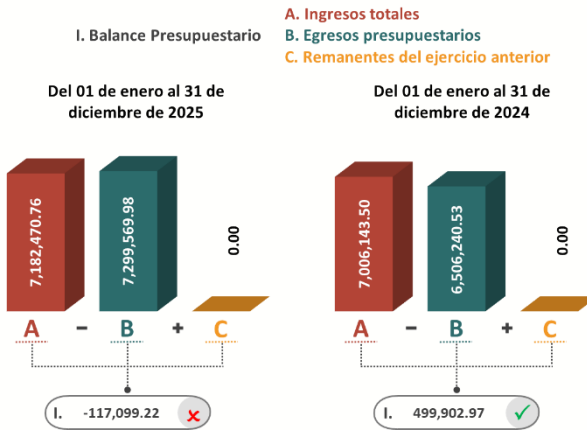 A. Ingresos totales
I. Balance Presupuestario
B. Egresos presupuestarios
C. Remanentes del ejercicio anterior
Del 01 de enero al 31 de
diciembre de 2025
7,182,470.76
7,299,569.98
0.00
A − B + C
I. -117,099.22 ✘
Del 01 de enero al 31 de
diciembre de 2024
7,006,143.50
6,506,240.53
0.00
A − B + C
I. 499,902.97 ✓